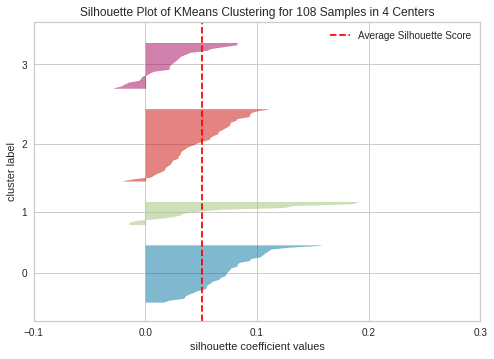 Silhouette Plot of KMeans Clustering for 108 Samples in 4 Centers
Average Silhouette Score
3
2
1
0
cluster label
−0.1 0.0 0.1 0.2 0.3
silhouette coefficient values